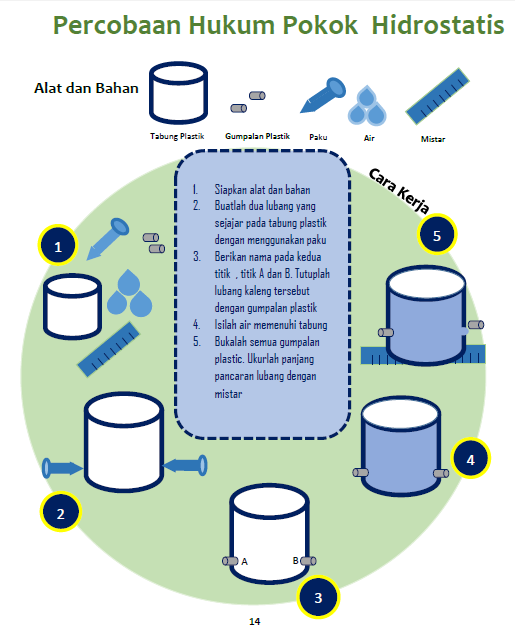 Percobaan Hukum Pokok Hidrostatis
Alat dan Bahan
Tabung Plastik
Gumpalan Plastik
Paku
Air
Mistar
Cara Kerja
1. Siapkan alat dan bahan
2. Buatlah dua lubang yang
sejajar pada tabung plastik
dengan menggunakan paku
3. Berikan nama pada kedua
titik , titik A dan B. Tutuplah
lubang kaleng tersebut
dengan gumpalan plastik
4. Isilah air memenuhi tabung
5. Bukalah semua gumpalan
plastic. Ukurlah panjang
pancaran lubang dengan
mistar
1
2
A
B
3
4
5
14